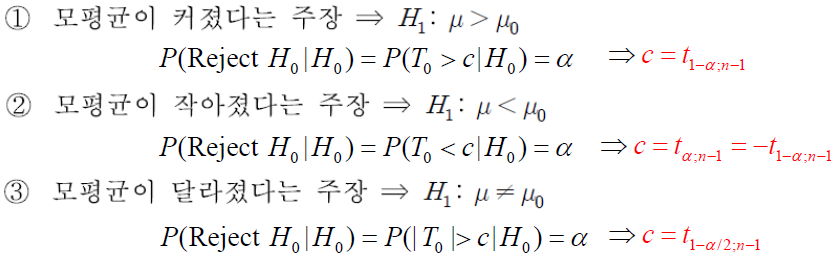 ① 모평균이 커졌다는 주장 ⇒ H₁: μ > μ₀
P(Reject H₀|H₀) = P(T₀ > c|H₀) = α ⇒ c = t₁₋α;ₙ₋₁
② 모평균이 작아졌다는 주장 ⇒ H₁: μ < μ₀
P(Reject H₀|H₀) = P(T₀ < c|H₀) = α ⇒ c = tα;ₙ₋₁ = −t₁₋α;ₙ₋₁
③ 모평균이 달라졌다는 주장 ⇒ H₁: μ ≠ μ₀
P(Reject H₀|H₀) = P(|T₀|> c|H₀) = α ⇒ c = t₁₋α/₂;ₙ₋₁